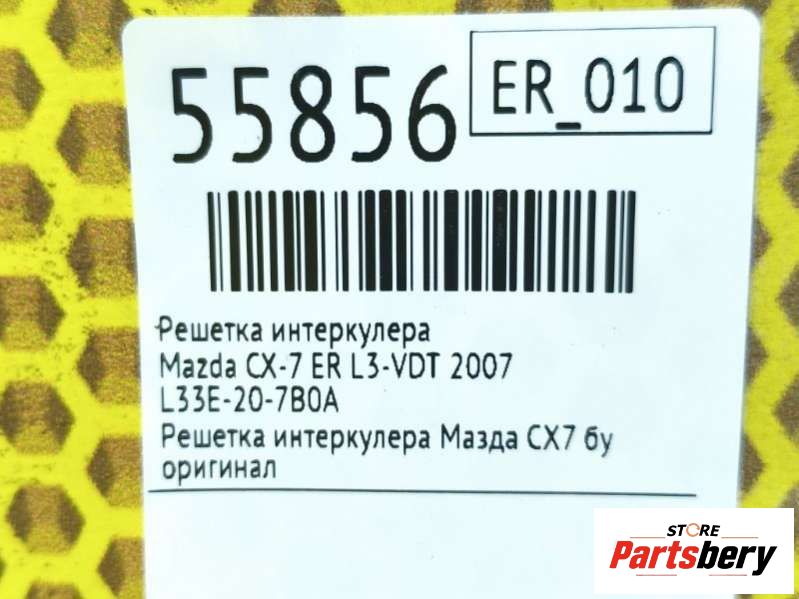 55856
ER_010
Решетка интеркулера
Mazda CX-7 ER L3-VDT 2007
L33E-20-7B0A
Решетка интеркулера Мазда СХ7 бу
оригинал
STORE
Partsbery